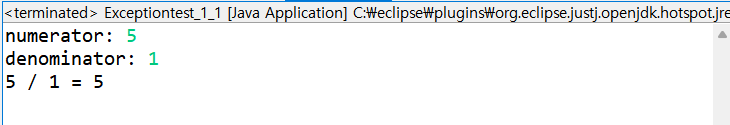 <terminated> Exceptiontest_1_1 [Java Application] C:₩eclipse₩plugins₩org.eclipse.justj.openjdk.hotspot.jre
numerator: 5
denominator: 1
5 / 1 = 5